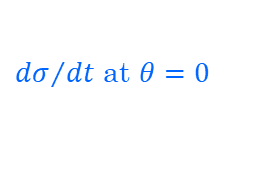 dσ/dt at θ = 0